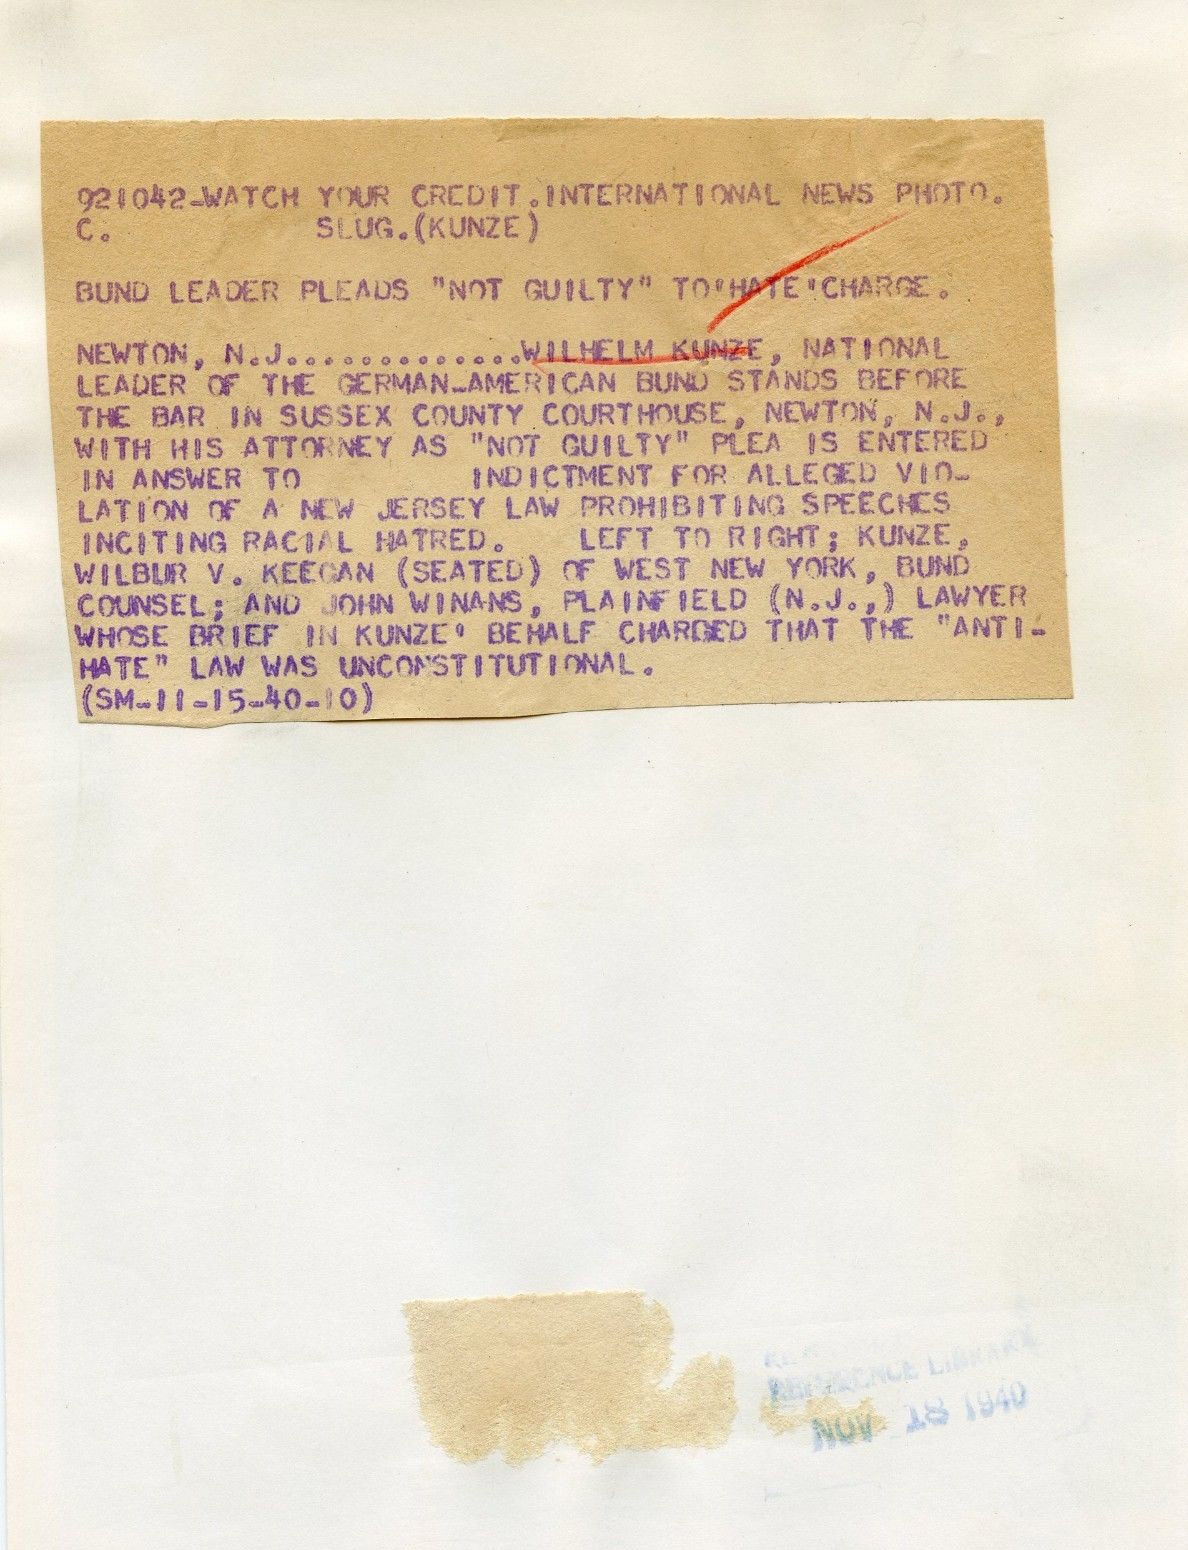 921042-WATCH YOUR CREDIT.INTERNATIONAL NEWS PHOTO.
C. SLUG.(KUNZE)
BUND LEADER PLEADS "NOT GUILTY" TO'HATE'CHARGE.
NEWTON, N.J.............WILHELM KUNZE, NATIONAL
LEADER OF THE GERMAN-AMERICAN BUND STANDS BEFORE
THE BAR IN SUSSEX COUNTY COURTHOUSE, NEWTON, N.J.,
WITH HIS ATTORNEY AS "NOT GUILTY" PLEA IS ENTERED
IN ANSWER TO INDICTMENT FOR ALLEGED VIO-
LATION OF A NEW JERSEY LAW PROHIBITING SPEECHES
INCITING RACIAL HATRED. LEFT TO RIGHT; KUNZE,
WILBUR V. KEEGAN (SEATED) OF WEST NEW YORK, BUND
COUNSEL; AND JOHN WINANS, PLAINFIELD (N.J.,) LAWYER
WHOSE BRIEF IN KUNZE' BEHALF CHARGED THAT THE "ANTI-
HATE" LAW WAS UNCONSTITUTIONAL.
(SM-11-15-40-10)
REFERENCE LIBRARY
NOV 18 1940